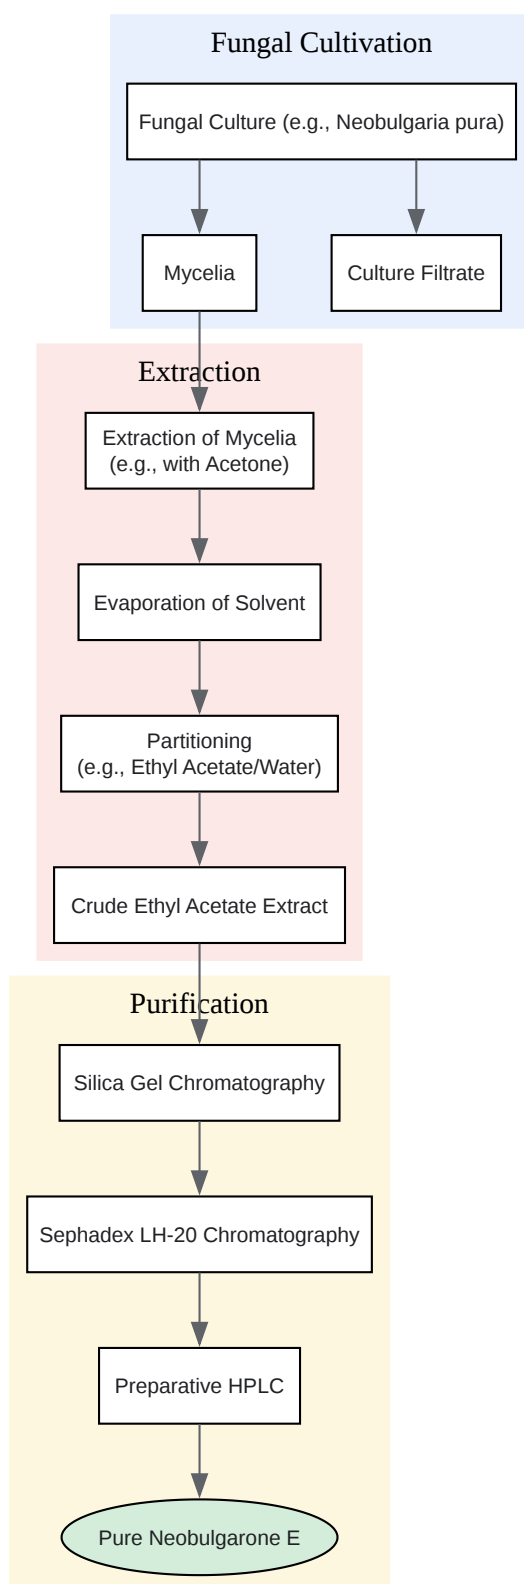 Fungal Cultivation
Fungal Culture (e.g., Neobulgaria pura)
Mycelia
Culture Filtrate
Extraction
Extraction of Mycelia
(e.g., with Acetone)
Evaporation of Solvent
Partitioning
(e.g., Ethyl Acetate/Water)
Crude Ethyl Acetate Extract
Purification
Silica Gel Chromatography
Sephadex LH-20 Chromatography
Preparative HPLC
Pure Neobulgarone E